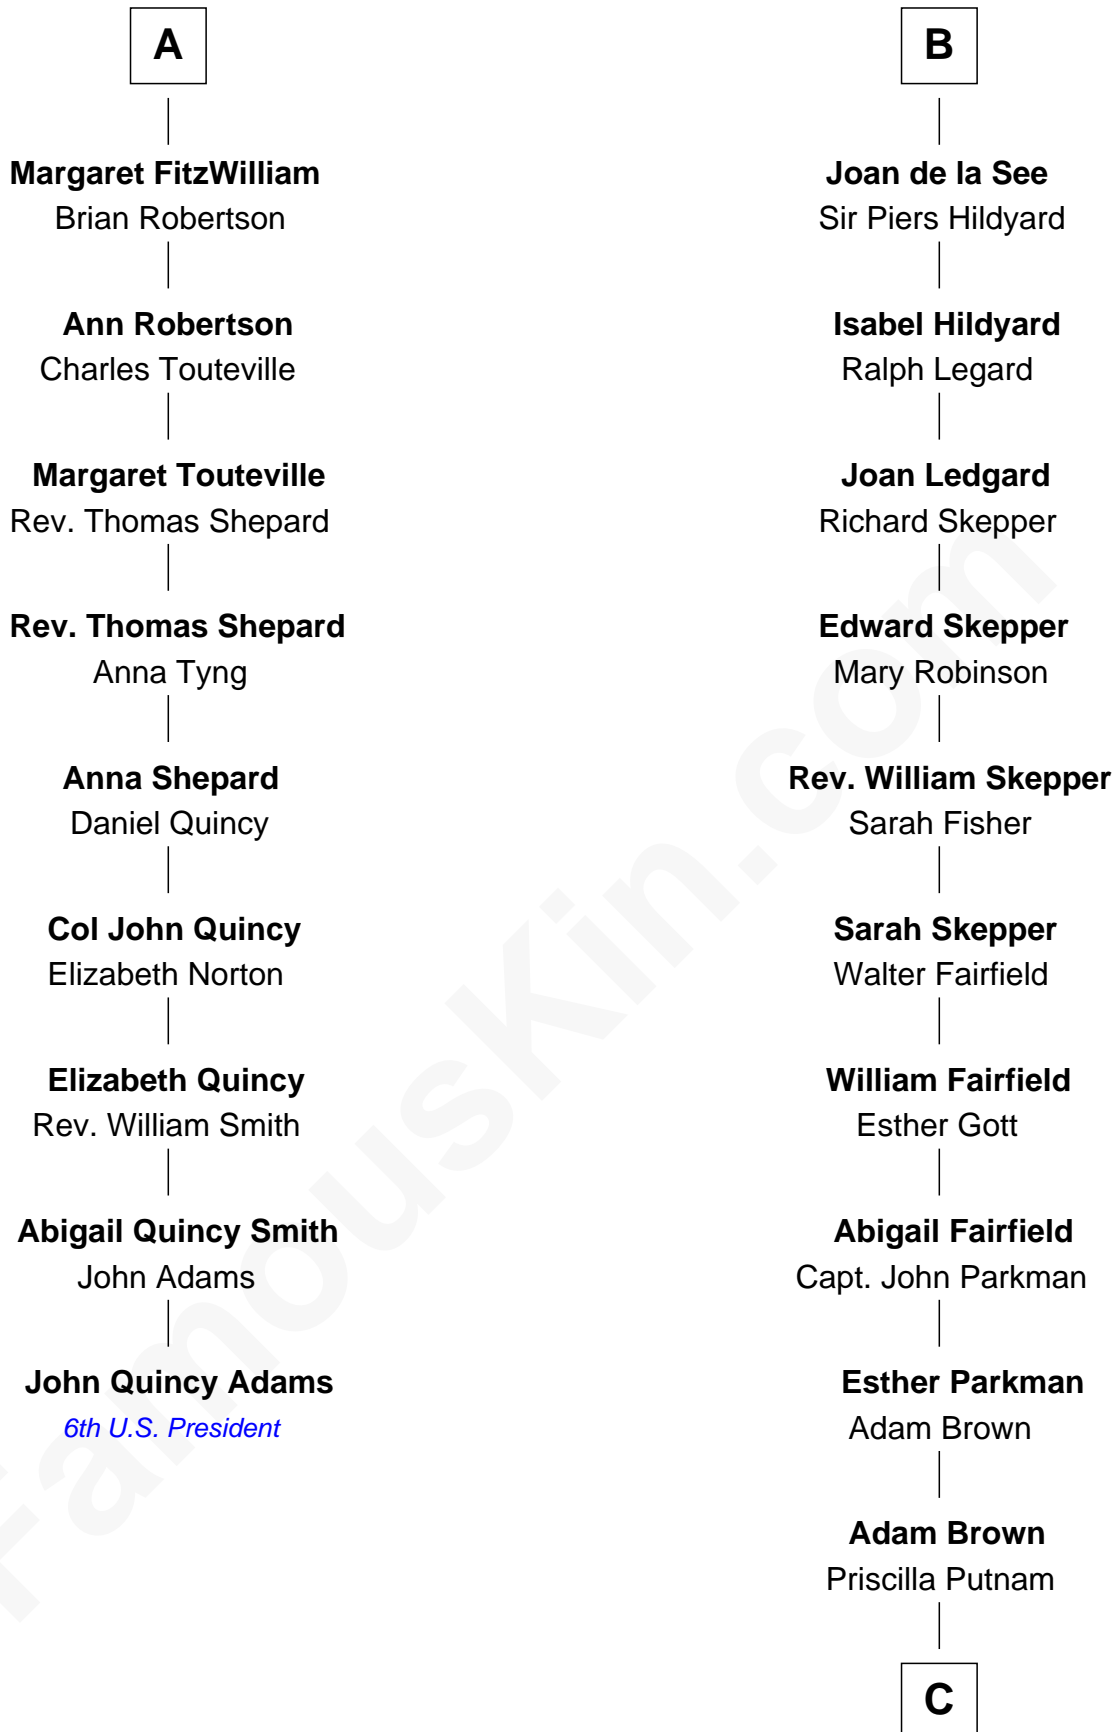 A
Margaret FitzWilliam
Brian Robertson
Ann Robertson
Charles Touteville
Margaret Touteville
Rev. Thomas Shepard
Rev. Thomas Shepard
Anna Tyng
Anna Shepard
Daniel Quincy
Col John Quincy
Elizabeth Norton
Elizabeth Quincy
Rev. William Smith
Abigail Quincy Smith
John Adams
John Quincy Adams
6th U.S. President
B
Joan de la See
Sir Piers Hildyard
Isabel Hildyard
Ralph Legard
Joan Ledgard
Richard Skepper
Edward Skepper
Mary Robinson
Rev. William Skepper
Sarah Fisher
Sarah Skepper
Walter Fairfield
William Fairfield
Esther Gott
Abigail Fairfield
Capt. John Parkman
Esther Parkman
Adam Brown
Adam Brown
Priscilla Putnam
C
FamousKin.com